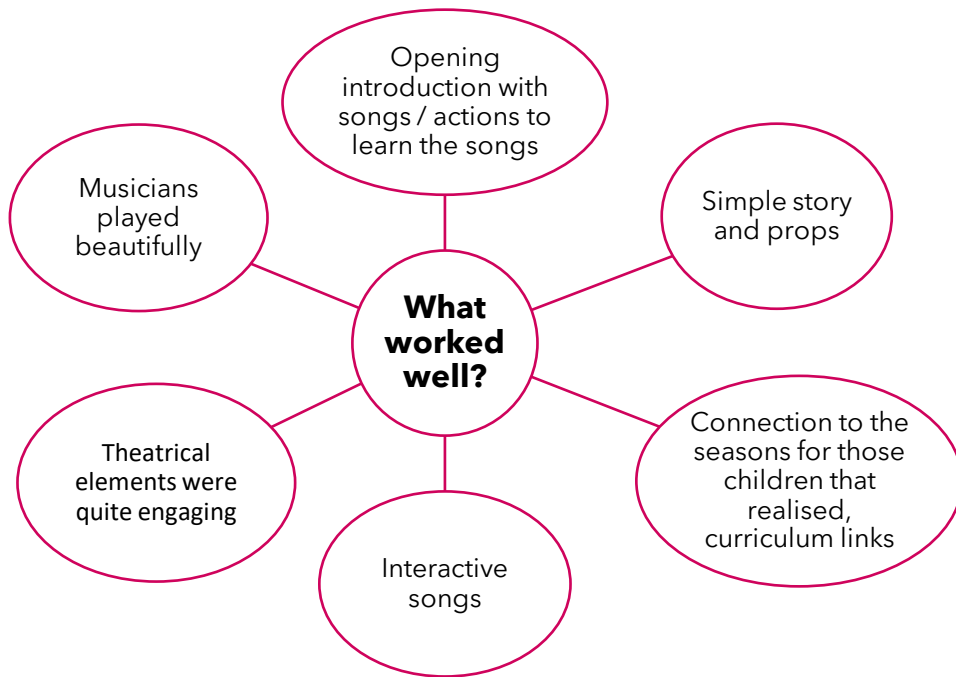 Opening
introduction with
songs / actions to
learn the songs
Musicians
played
beautifully
Simple story
and props
What
worked
well?
Theatrical
elements were
quite engaging
Connection to the
seasons for those
children that
realised,
curriculum links
Interactive
songs